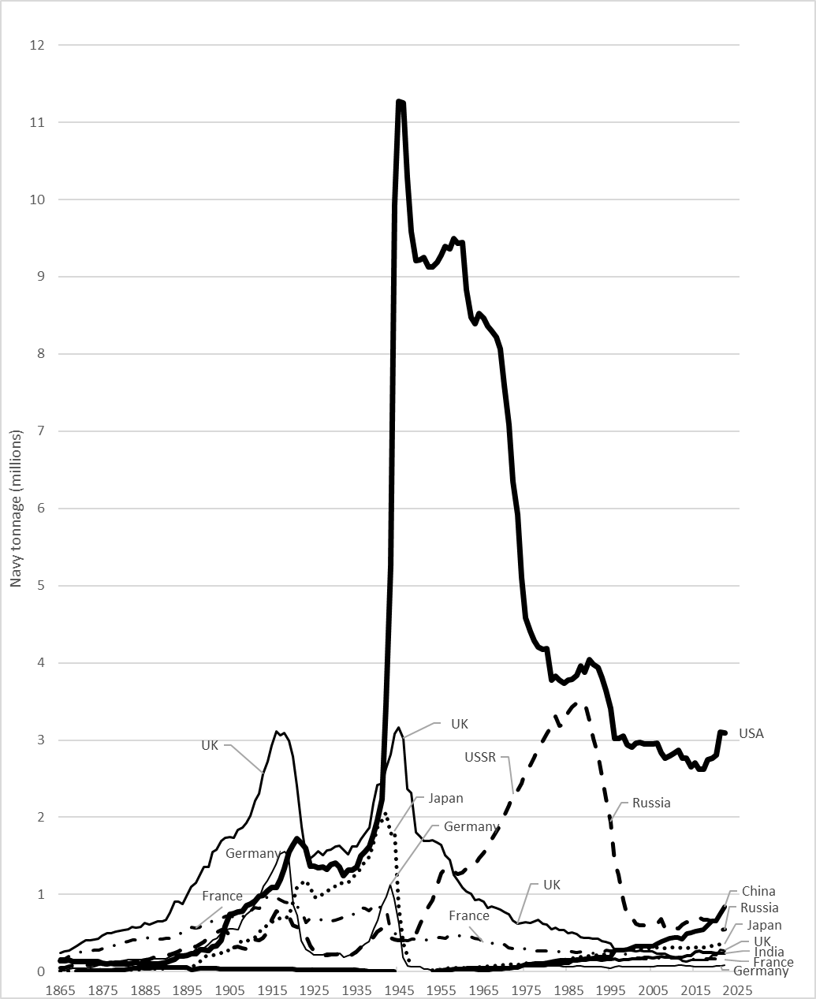 12
11
10
9
8
7
6
5
4
3
2
1
0
Navy tonnage (millions)
UK
UK
USA
USSR
Japan
Russia
Germany
Germany
UK
China
France
Russia
France
Japan
UK
India
France
Germany
1865 1875 1885 1895 1905 1915 1925 1935 1945 1955 1965 1975 1985 1995 2005 2015 2025